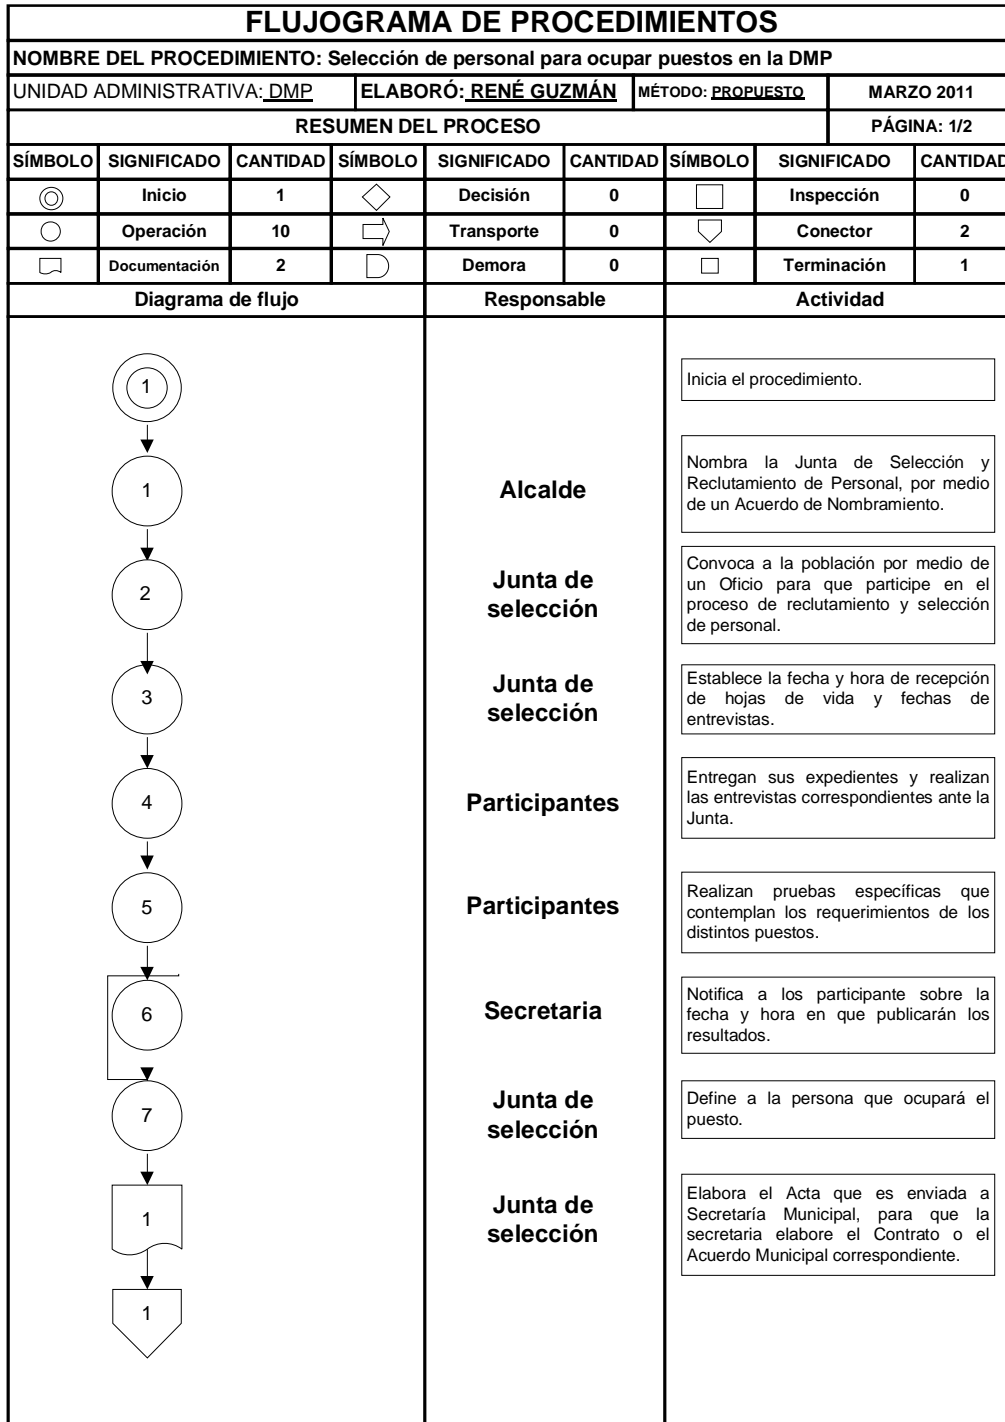 FLUJOGRAMA DE PROCEDIMIENTOS
NOMBRE DEL PROCEDIMIENTO: Selección de personal para ocupar puestos en la DMP
UNIDAD ADMINISTRATIVA: DMP ELABORÓ: RENÉ GUZMÁN MÉTODO: PROPUESTO MARZO 2011
RESUMEN DEL PROCESO PÁGINA: 1/2
SÍMBOLO SIGNIFICADO CANTIDAD SÍMBOLO SIGNIFICADO CANTIDAD SÍMBOLO SIGNIFICADO CANTIDAD
Inicio 1 Decisión 0 Inspección 0
Operación 10 Transporte 0 Conector 2
Documentación 2 Demora 0 Terminación 1
Diagrama de flujo Responsable Actividad
1
Inicia el procedimiento.
1
Alcalde
Nombra la Junta de Selección y
Reclutamiento de Personal, por medio
de un Acuerdo de Nombramiento.
2
Junta de
selección
Convoca a la población por medio de
un Oficio para que participe en el
proceso de reclutamiento y selección
de personal.
3
Junta de
selección
Establece la fecha y hora de recepción
de hojas de vida y fechas de
entrevistas.
4
Participantes
Entregan sus expedientes y realizan
las entrevistas correspondientes ante la
Junta.
5
Participantes
Realizan pruebas específicas que
contemplan los requerimientos de los
distintos puestos.
6
Secretaria
Notifica a los participante sobre la
fecha y hora en que publicarán los
resultados.
7
Junta de
selección
Define a la persona que ocupará el
puesto.
1
Junta de
selección
Elabora el Acta que es enviada a
Secretaría Municipal, para que la
secretaria elabore el Contrato o el
Acuerdo Municipal correspondiente.
1